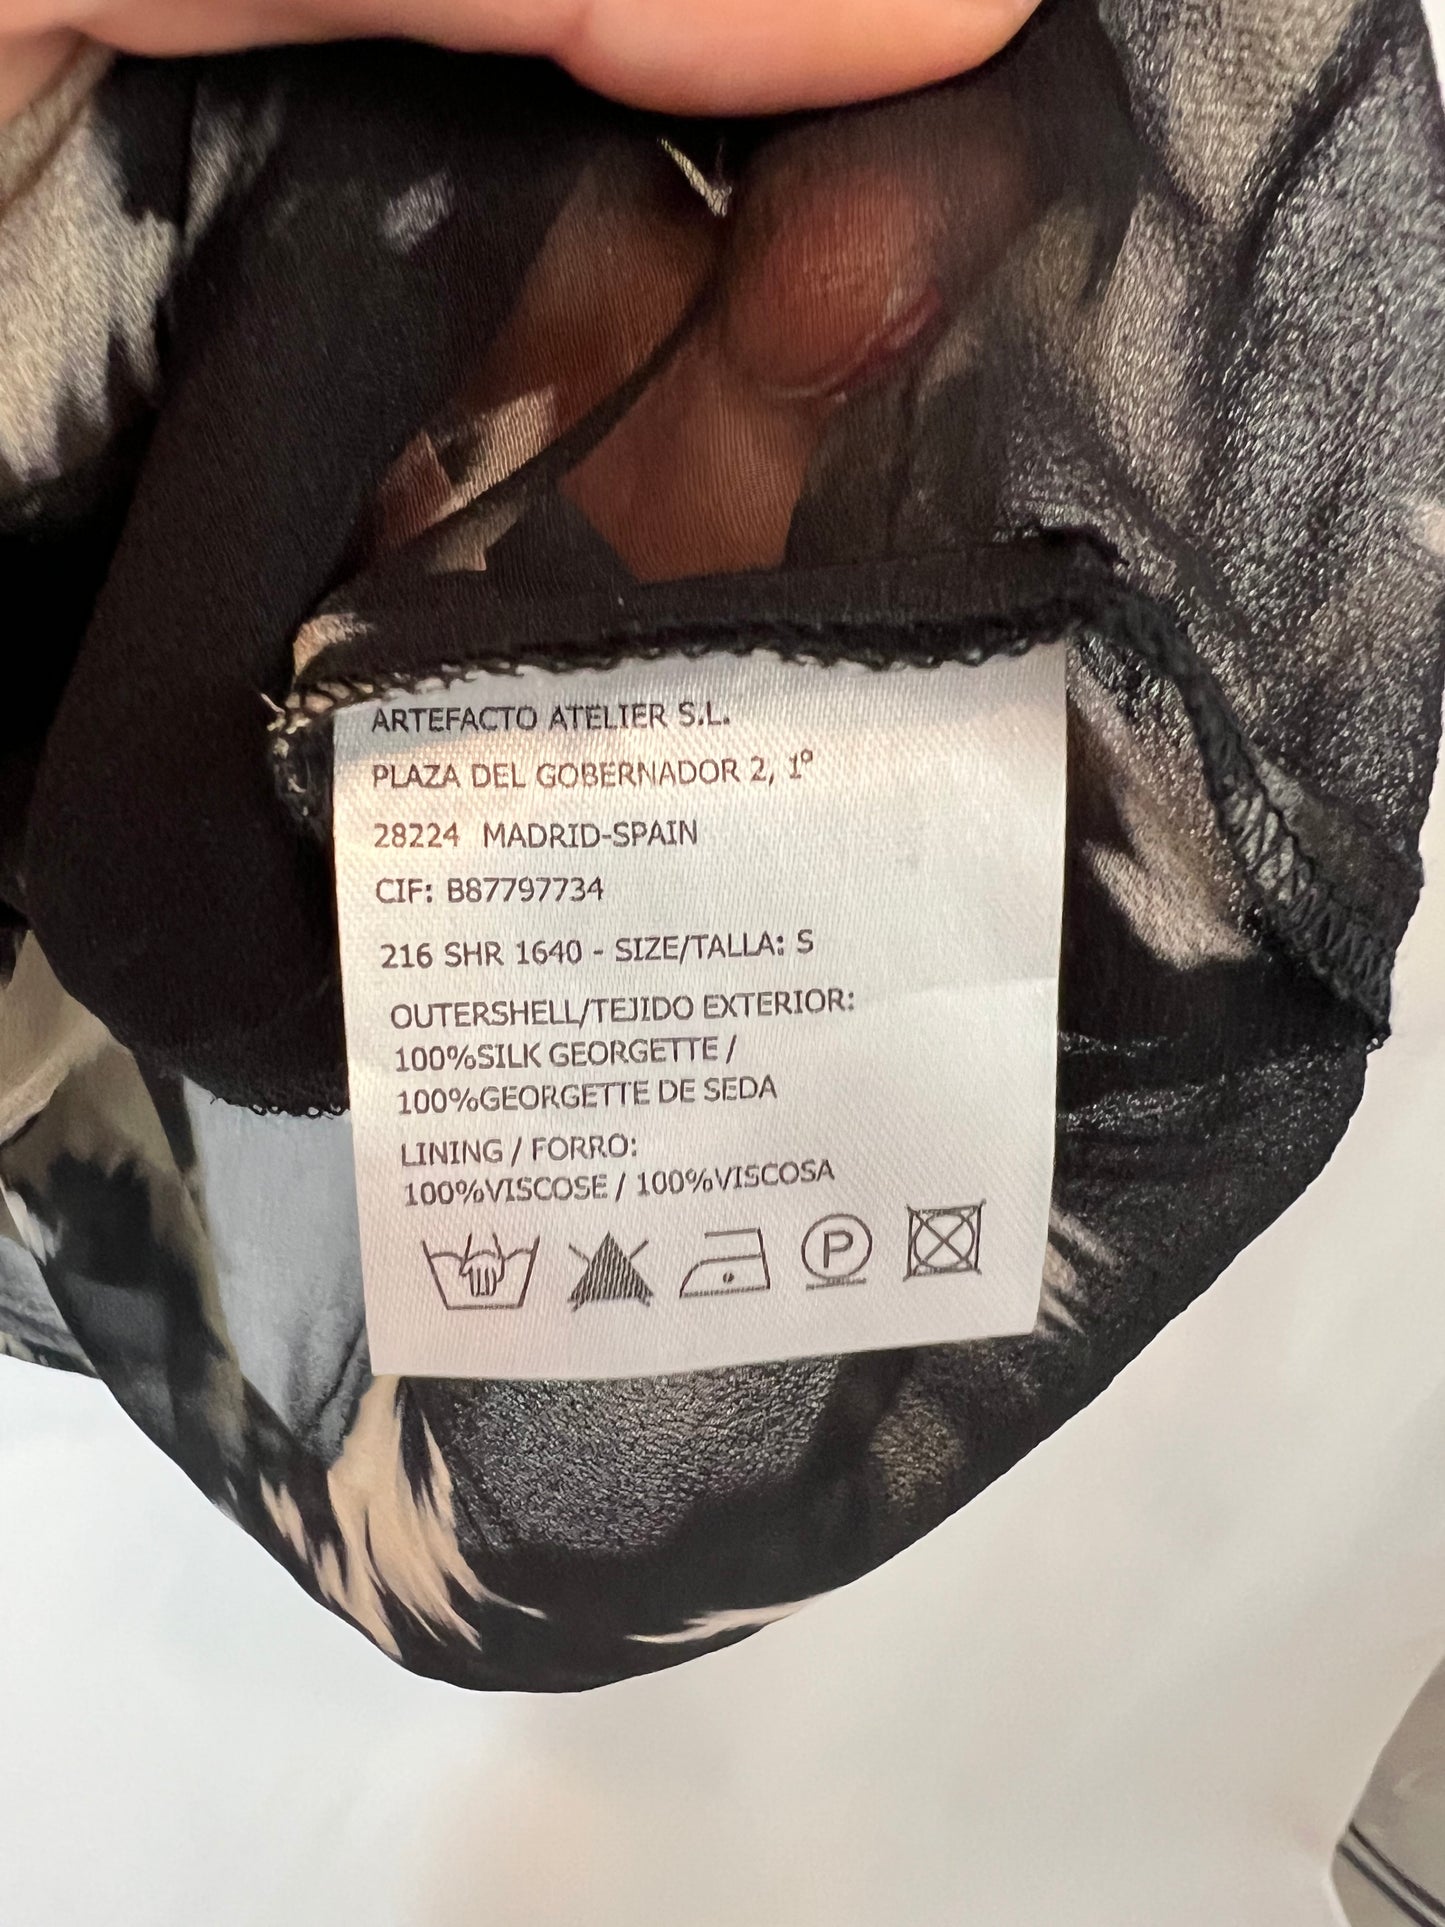 ARTEFACTO ATELIER S.L.
PLAZA DEL GOBERNADOR 2, 1º
28224 MADRID-SPAIN
CIF: B87797734
216 SHR 1640 - SIZE/TALLA: S
OUTERSHELL/TEJIDO EXTERIOR:
100%SILK GEORGETTE /
100%GEORGETTE DE SEDA
LINING / FORRO:
100%VISCOSE / 100%VISCOSA
P